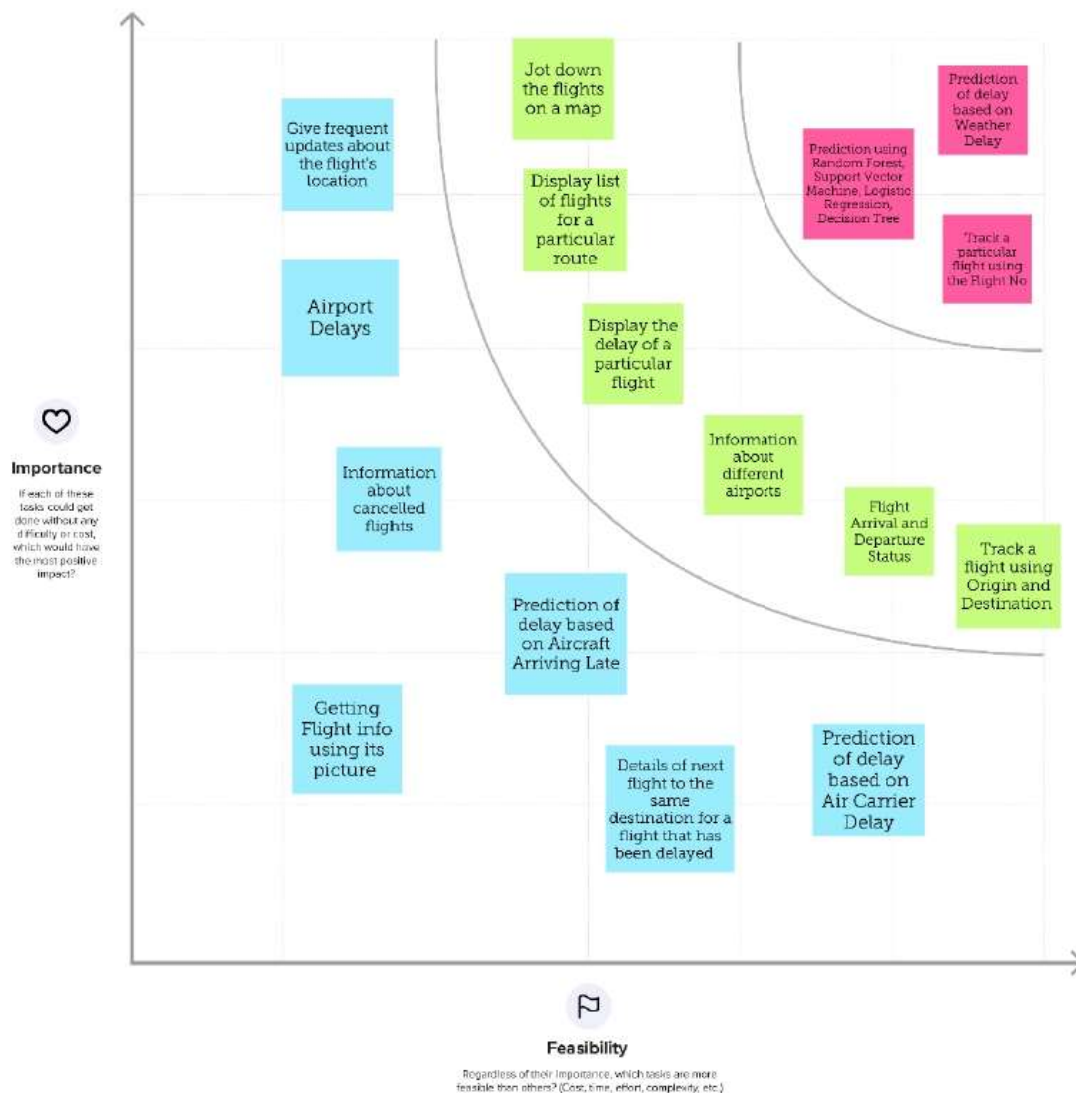 Jot down
the flights
on a map
Prediction
of delay
based on
Weather
Delay
Give frequent
updates about
the flight's
location
Prediction using
Random Forest,
Support Vector
Machine, Logistic
Regression,
Decision Tree
Display list
of flights
for a
particular
route
Track a
particular
flight using
the Flight No
Airport
Delays
Display the
delay of a
particular
flight
Importance
If each of these
tasks could get
done without any
difficulty or cost,
which would have
the most positive
impact?
Information
about
cancelled
flights
Information
about
different
airports
Flight
Arrival and
Departure
Status
Track a
flight using
Origin and
Destination
Prediction of
delay based
on Aircraft
Arriving Late
Getting
Flight info
using its
picture
Details of next
flight to the
same
destination for a
flight that has
been delayed
Prediction
of delay
based on
Air Carrier
Delay
Feasibility
Regardless of their importance, which tasks are more
feasible than others? (Cost, time, effort, complexity, etc.)